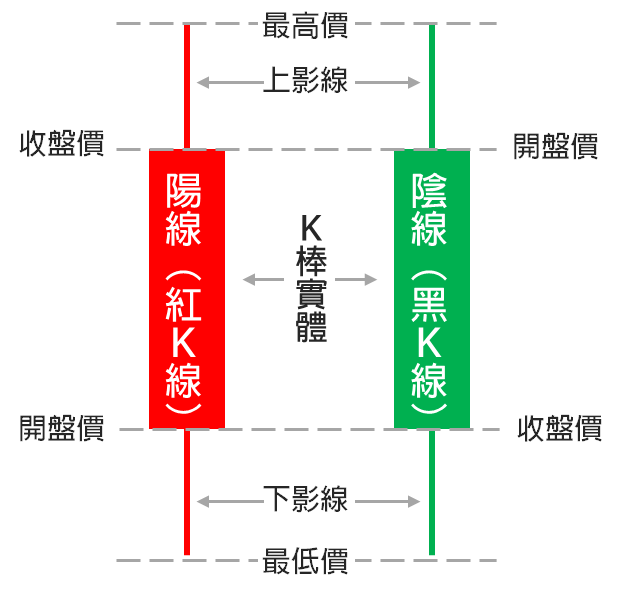 最高價
上影線
收盤價
開盤價
陽線（紅K線）
K棒實體
陰線（黑K線）
開盤價
收盤價
下影線
最低價